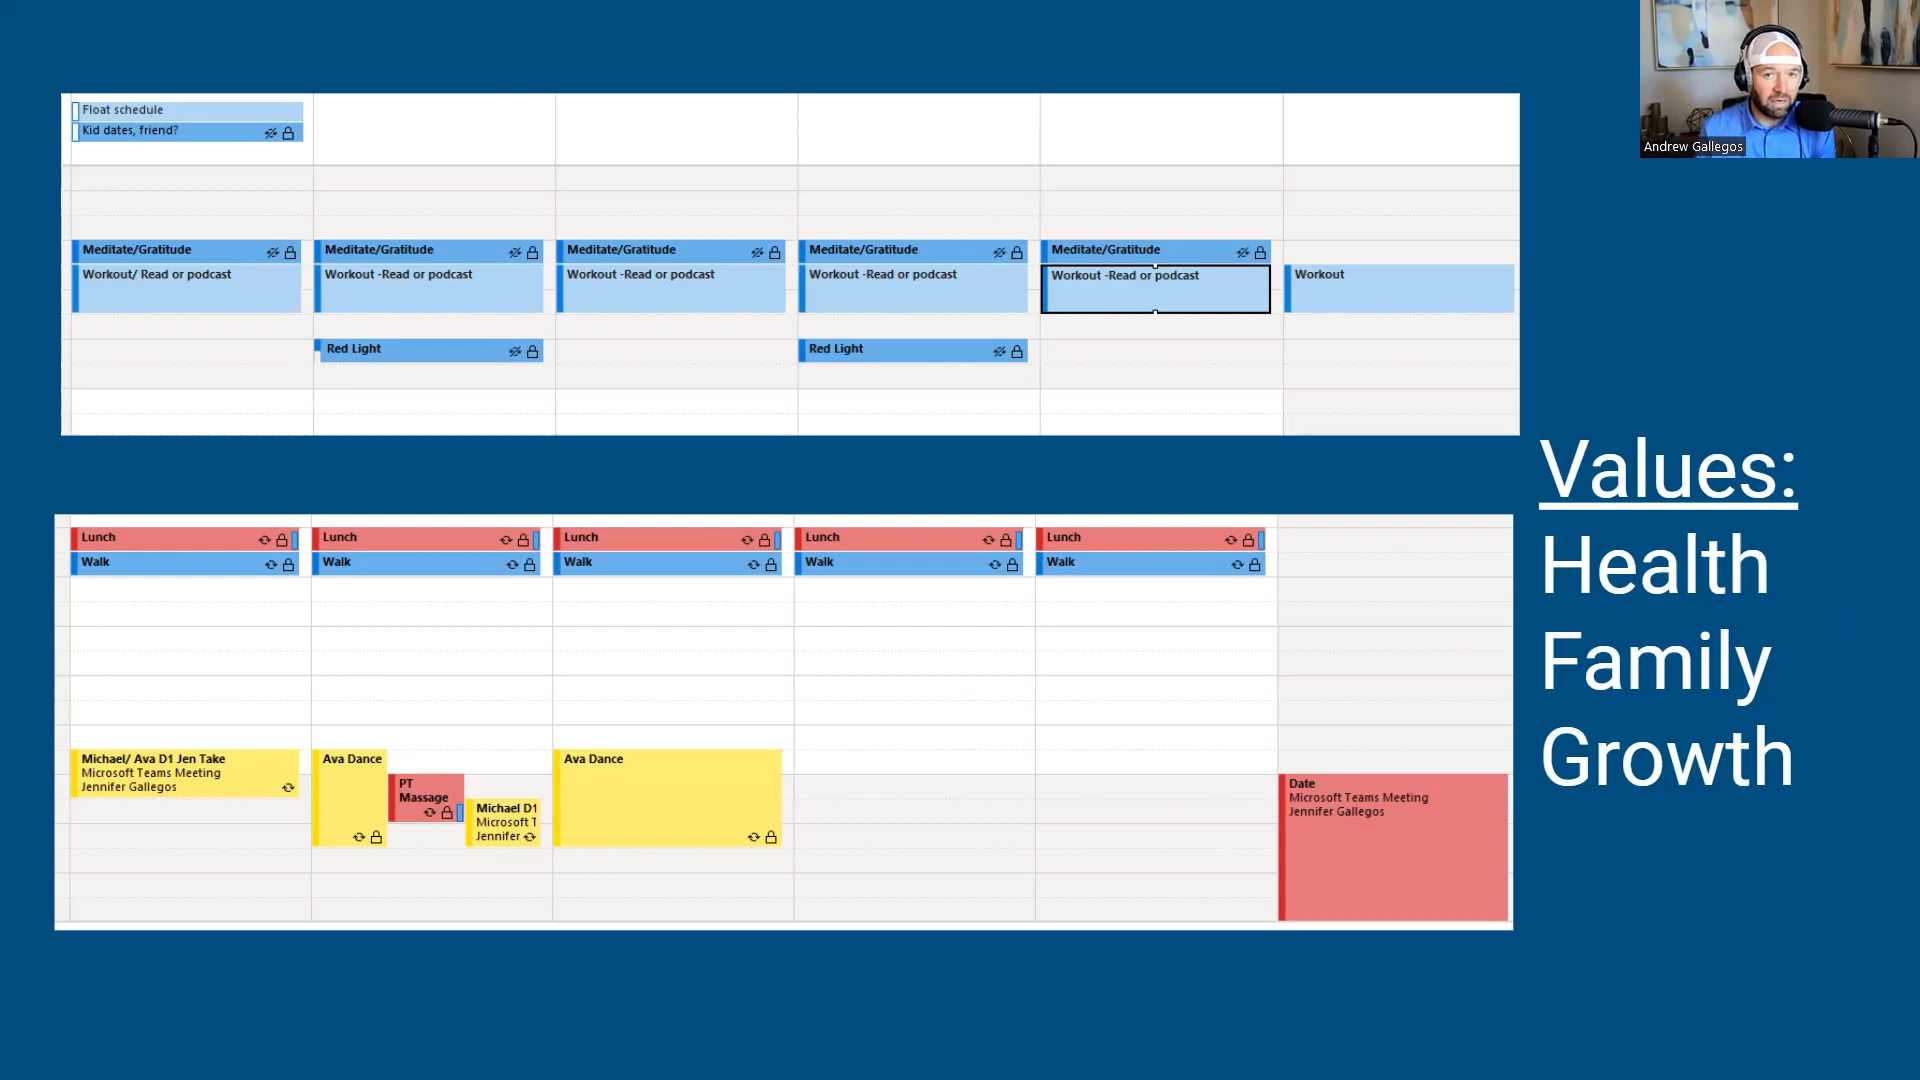 Andrew Gallegos
Float schedule
Kid dates, friend?
Meditate/Gratitude
Meditate/Gratitude
Meditate/Gratitude
Meditate/Gratitude
Meditate/Gratitude
Workout/ Read or podcast
Workout -Read or podcast
Workout -Read or podcast
Workout -Read or podcast
Workout -Read or podcast
Workout
Red Light
Red Light
Lunch
Lunch
Lunch
Lunch
Lunch
Walk
Walk
Walk
Walk
Walk
Michael/ Ava D1 Jen Take
Microsoft Teams Meeting
Jennifer Gallegos
Ava Dance
PT
Massage
Michael D1
Microsoft T
Jennifer
Ava Dance
Date
Microsoft Teams Meeting
Jennifer Gallegos
Values:
Health
Family
Growth